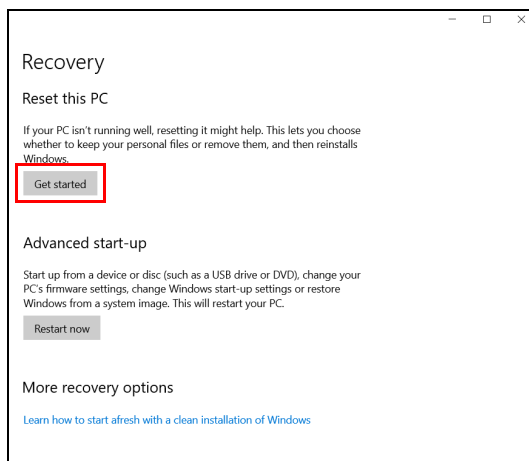 Recovery
Reset this PC
If your PC isn't running well, resetting it might help. This lets you choose
whether to keep your personal files or remove them, and then reinstalls
Windows.
Get started
Advanced start-up
Start up from a device or disc (such as a USB drive or DVD), change your
PC's firmware settings, change Windows start-up settings or restore
Windows from a system image. This will restart your PC.
Restart now
More recovery options
Learn how to start afresh with a clean installation of Windows